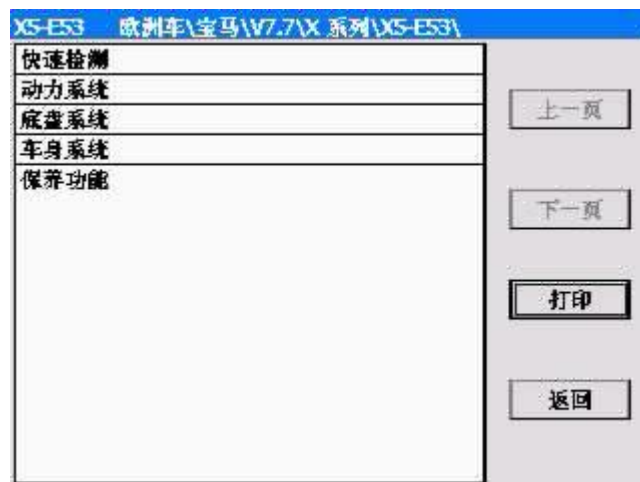 X5-E53 欧洲车\宝马\V7.7\X 系列\X5-E53\
快速检测
动力系统
底盘系统
车身系统
保养功能
上一页
下一页
打印
返回